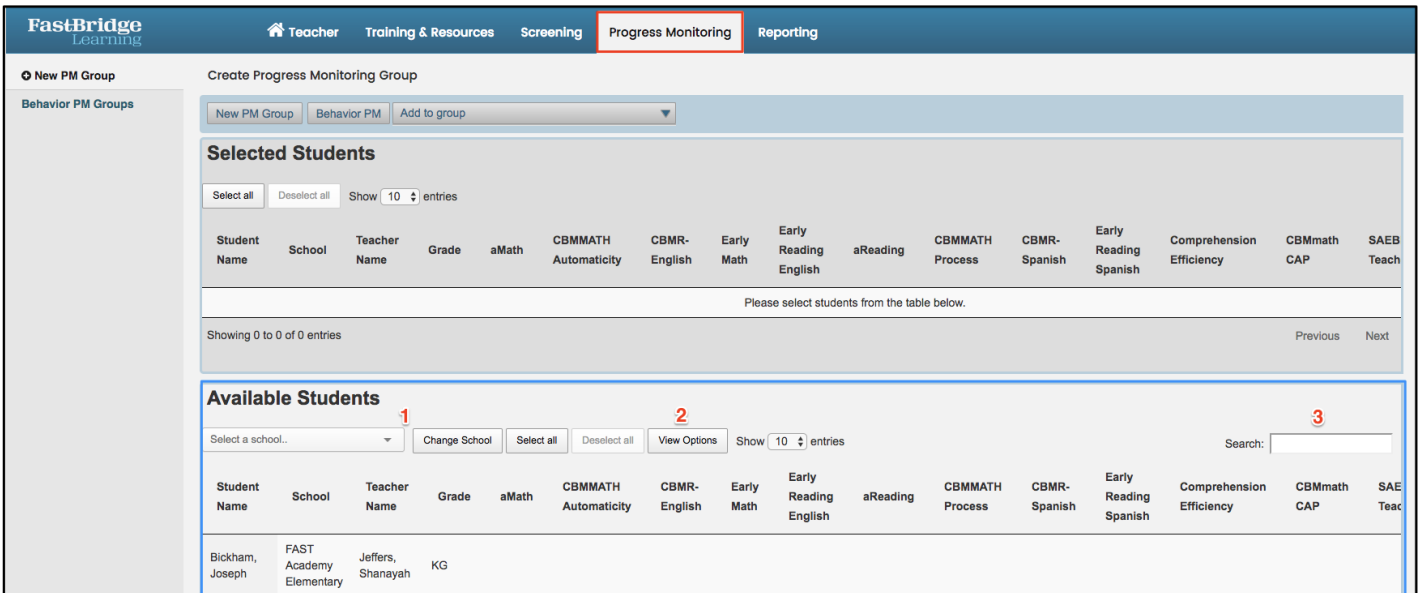 FastBridge
Learning
Teacher Training & Resources Screening Progress Monitoring Reporting
New PM Group
Behavior PM Groups
Create Progress Monitoring Group
New PM Group Behavior PM Add to group
Selected Students
Select all Deselect all Show 10 entries
Student Name School Teacher Name Grade aMath CBMMATH Automaticity CBMR-English Early Math Early Reading English aReading CBMMATH Process CBMR-Spanish Early Reading Spanish Comprehension Efficiency CBMmath CAP SAEB Teach
Please select students from the table below.
Showing 0 to 0 of 0 entries Previous Next
Available Students
1 2 3
Select a school.. Change School Select all Deselect all View Options Show 10 entries Search:
Student Name School Teacher Name Grade aMath CBMMATH Automaticity CBMR-English Early Math Early Reading English aReading CBMMATH Process CBMR-Spanish Early Reading Spanish Comprehension Efficiency CBMmath CAP SAE Teac
Bickham, Joseph FAST Academy Elementary Jeffers, Shanayah KG